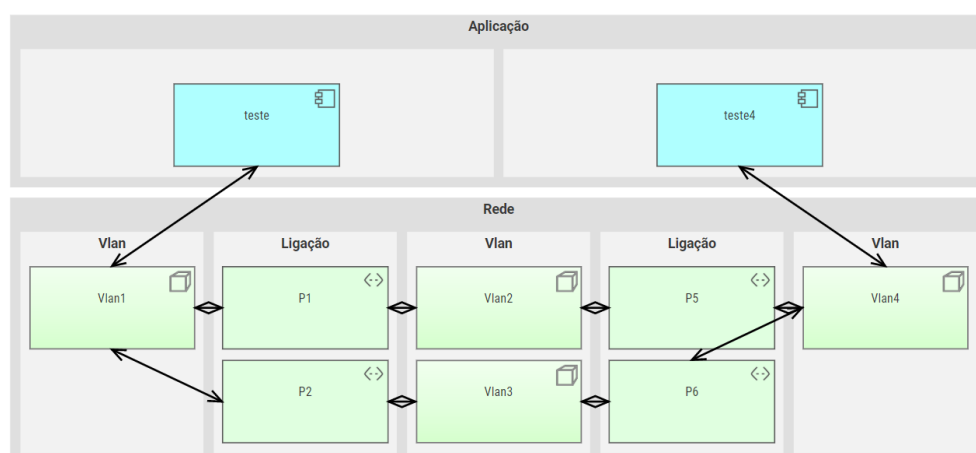 Aplicação
teste
teste4
Rede
Vlan
Ligação
Vlan
Ligação
Vlan
Vlan1
P1
Vlan2
P5
Vlan4
P2
Vlan3
P6